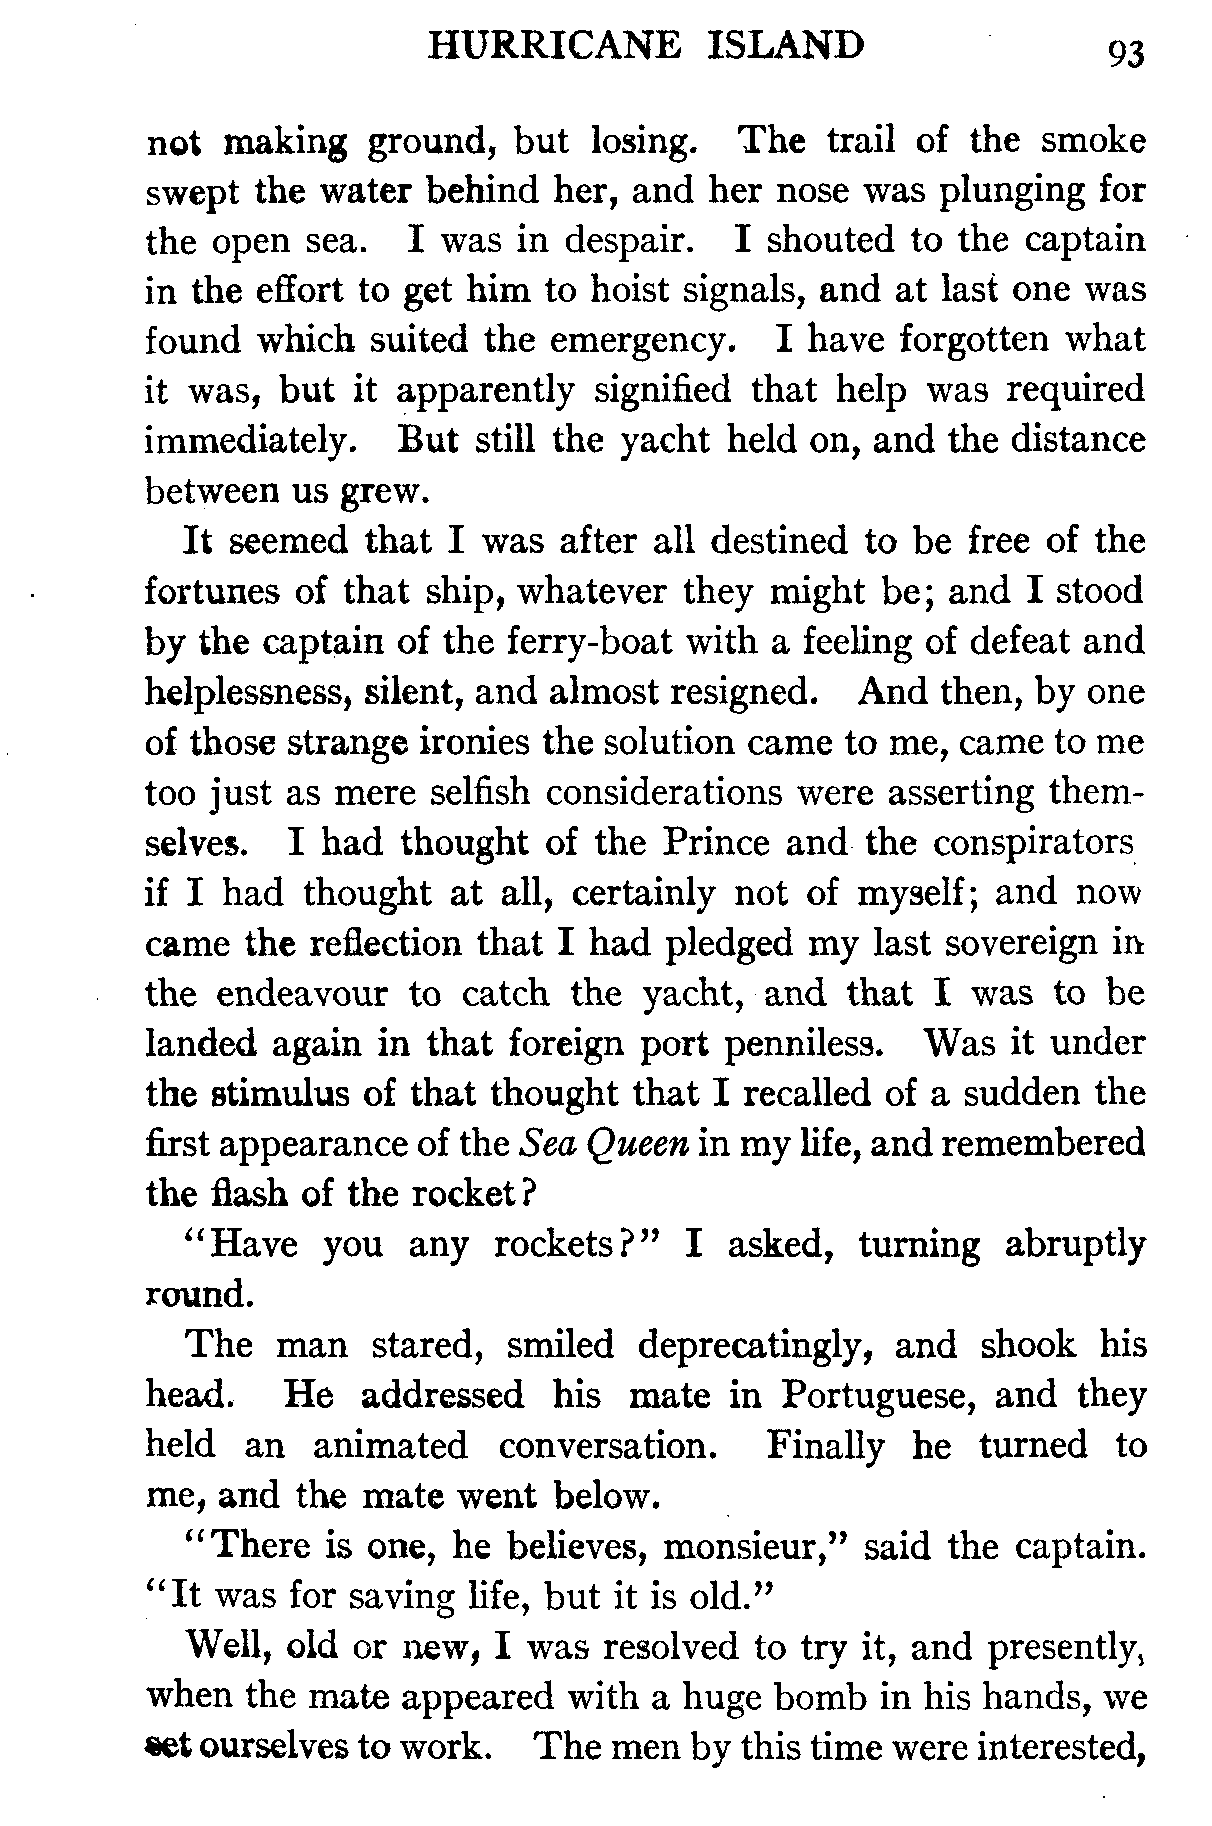 HURRICANE ISLAND 93
not making ground, but losing. The trail of the smoke
swept the water behind her, and her nose was plunging for
the open sea. I was in despair. I shouted to the captain
in the effort to get him to hoist signals, and at last one was
found which suited the emergency. I have forgotten what
it was, but it apparently signified that help was required
immediately. But still the yacht held on, and the distance
between us grew.
It seemed that I was after all destined to be free of the
fortunes of that ship, whatever they might be; and I stood
by the captain of the ferry-boat with a feeling of defeat and
helplessness, silent, and almost resigned. And then, by one
of those strange ironies the solution came to me, came to me
too just as mere selfish considerations were asserting them-
selves. I had thought of the Prince and the conspirators
if I had thought at all, certainly not of myself; and now
came the reflection that I had pledged my last sovereign in
the endeavour to catch the yacht, and that I was to be
landed again in that foreign port penniless. Was it under
the stimulus of that thought that I recalled of a sudden the
first appearance of the Sea Queen in my life, and remembered
the flash of the rocket?
"Have you any rockets?" I asked, turning abruptly
round.
The man stared, smiled deprecatingly, and shook his
head. He addressed his mate in Portuguese, and they
held an animated conversation. Finally he turned to
me, and the mate went below.
"There is one, he believes, monsieur," said the captain.
"It was for saving life, but it is old."
Well, old or new, I was resolved to try it, and presently,
when the mate appeared with a huge bomb in his hands, we
set ourselves to work. The men by this time were interested,